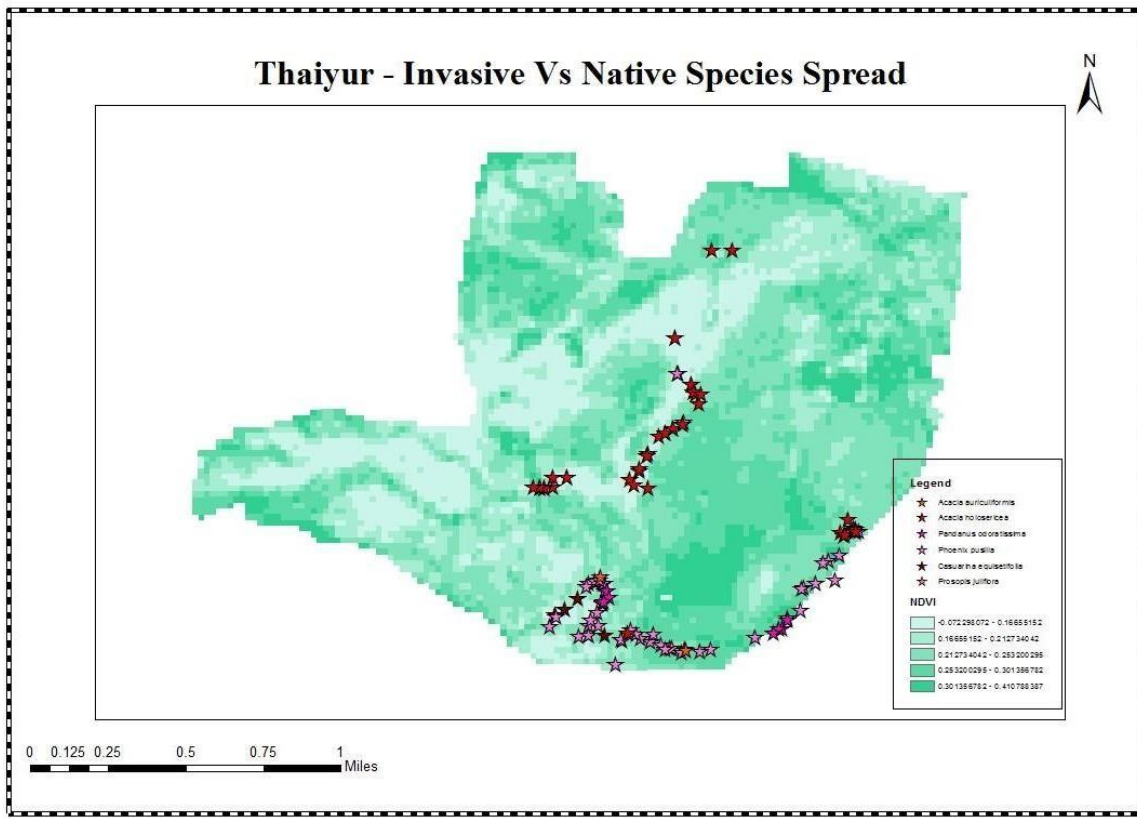 Thaiyur - Invasive Vs Native Species Spread
N
Legend
Acacia auriculiformis
Acacia holosericea
Pandanus odoratissima
Phoenix pusilla
Casuarina equisetifolia
Prosopis juliflora
NDVI
-0.072298072 - 0.16655152
0.16655152 - 0.212734042
0.212734042 - 0.253200295
0.253200295 - 0.301356782
0.301356782 - 0.410788387
0 0.125 0.25 0.5 0.75 1
Miles